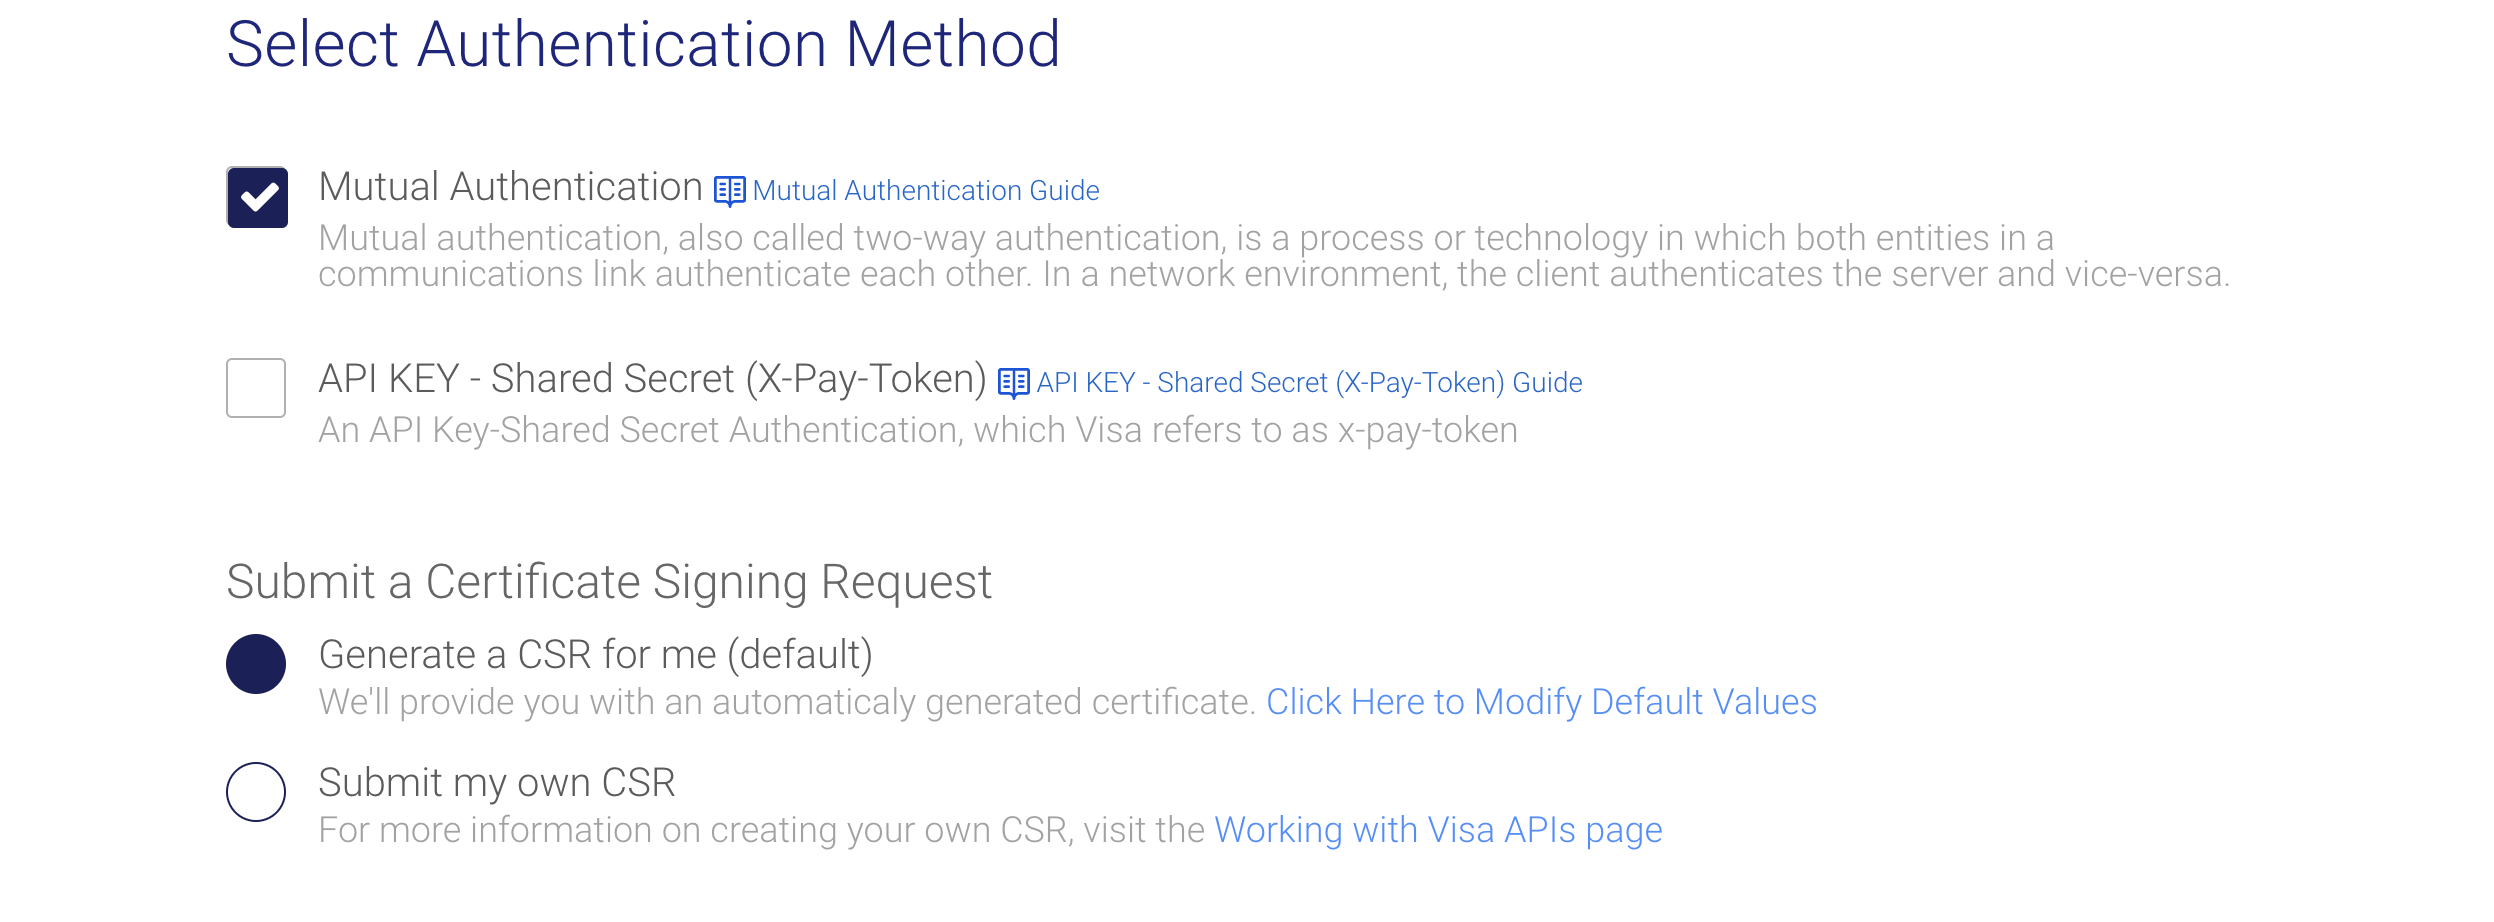 Select Authentication Method
Mutual Authentication Mutual Authentication Guide
Mutual authentication, also called two-way authentication, is a process or technology in which both entities in a
communications link authenticate each other. In a network environment, the client authenticates the server and vice-versa.
API KEY - Shared Secret (X-Pay-Token) API KEY - Shared Secret (X-Pay-Token) Guide
An API Key-Shared Secret Authentication, which Visa refers to as x-pay-token
Submit a Certificate Signing Request
Generate a CSR for me (default)
We'll provide you with an automaticaly generated certificate. Click Here to Modify Default Values
Submit my own CSR
For more information on creating your own CSR, visit the Working with Visa APIs page